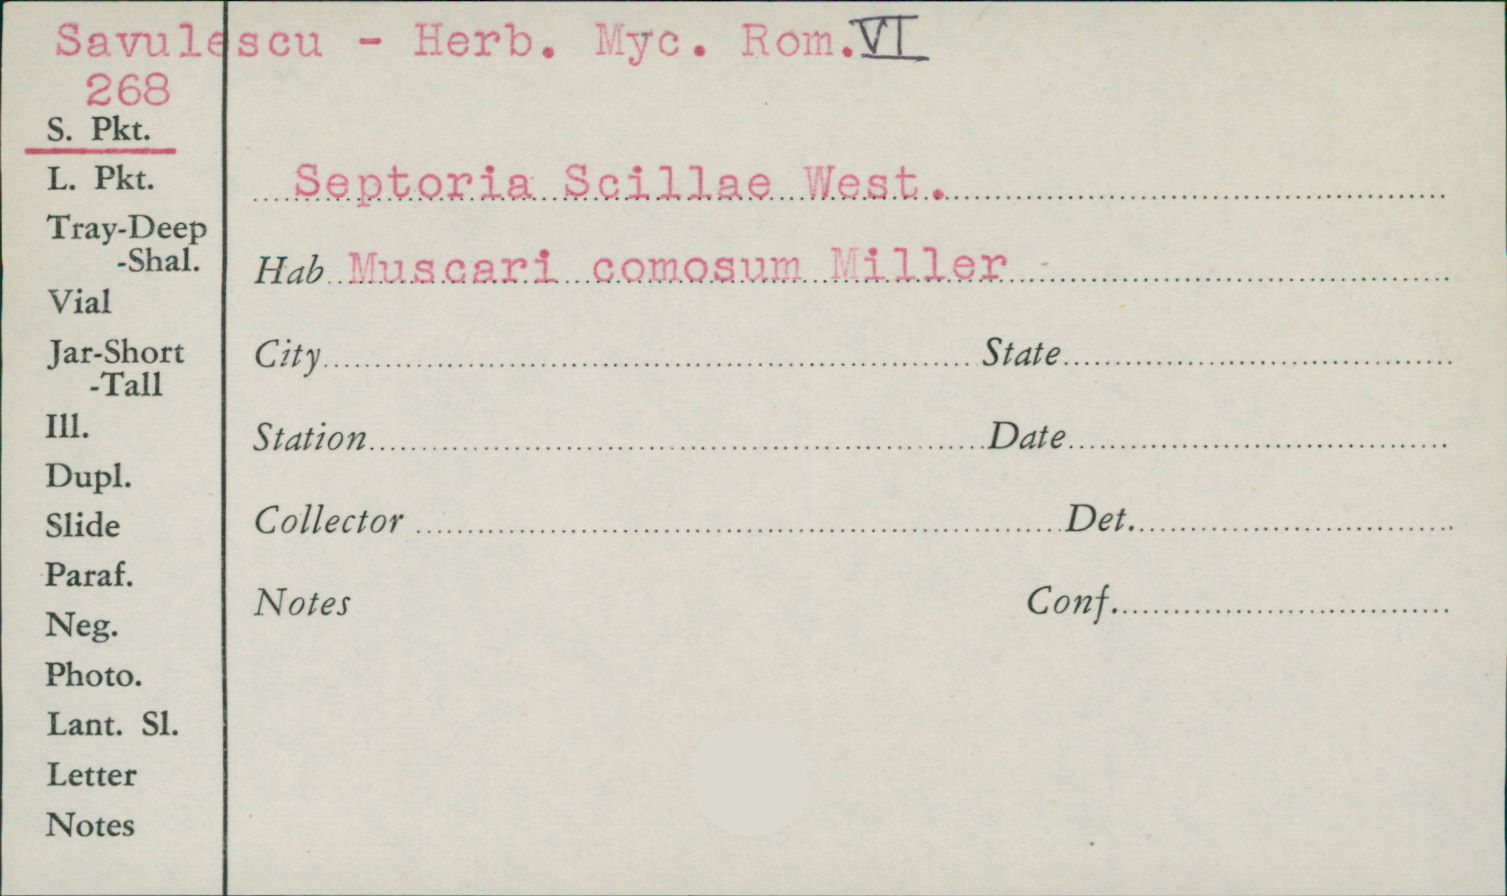 Savulescu - Herb. Myc. Rom. VI
268
S. Pkt.
L. Pkt.
Tray-Deep
-Shal.
Vial
Jar-Short
-Tall
Ill.
Dupl.
Slide
Paraf.
Neg.
Photo.
Lant. Sl.
Letter
Notes
Septoria Scillae West.
Hab Muscari comosum Miller
City State
Station Date
Collector Det.
Notes Conf.